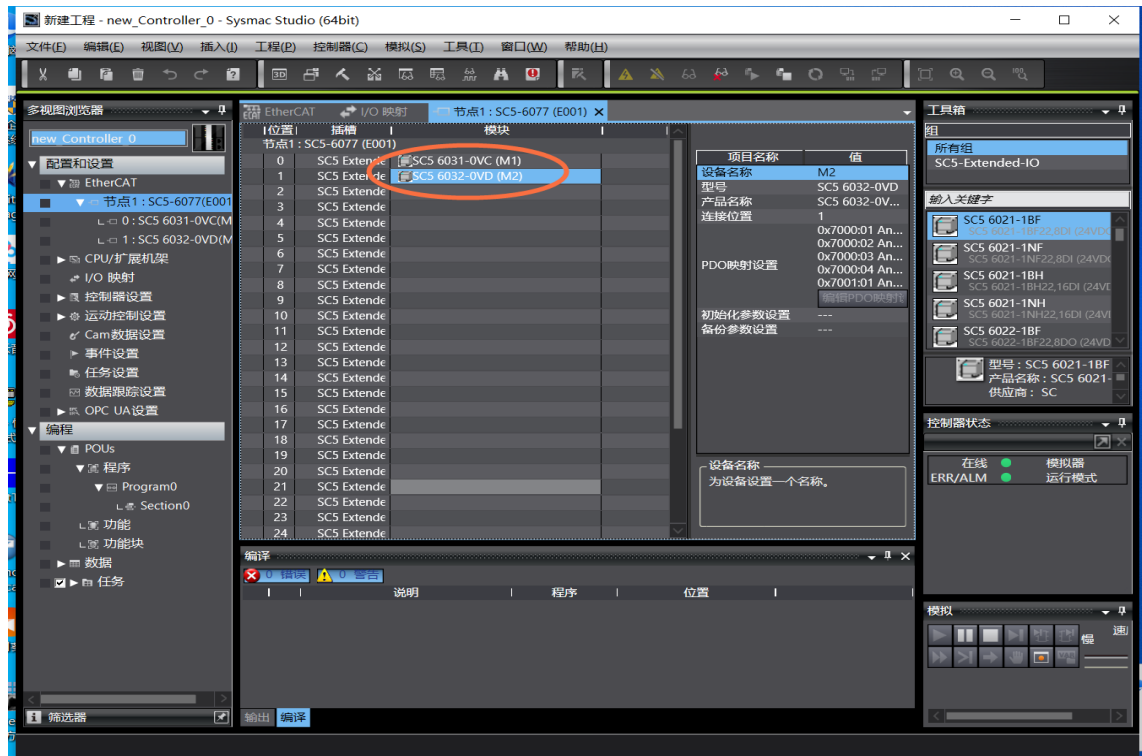 新建工程 - new_Controller_0 - Sysmac Studio (64bit)
文件(F) 编辑(E) 视图(V) 插入(I) 工程(P) 控制器(C) 模拟(S) 工具(T) 窗口(W) 帮助(H)
多视图浏览器
new_Controller_0
配置和设置
EtherCAT
节点1 : SC5-6077(E001
0 : SC5 6031-0VC(M
1 : SC5 6032-0VD(M
CPU/扩展机架
I/O 映射
控制器设置
运动控制设置
Cam数据设置
事件设置
任务设置
数据跟踪设置
OPC UA设置
编程
POUs
程序
Program0
Section0
功能
功能块
数据
任务
筛选器
EtherCAT I/O 映射 节点1 : SC5-6077 (E001)
位置 插槽 模块
节点1 : SC5-6077 (E001)
0 SC5 Extende SC5 6031-0VC (M1)
1 SC5 Extende SC5 6032-0VD (M2)
2 SC5 Extende
3 SC5 Extende
4 SC5 Extende
5 SC5 Extende
6 SC5 Extende
7 SC5 Extende
8 SC5 Extende
9 SC5 Extende
10 SC5 Extende
11 SC5 Extende
12 SC5 Extende
13 SC5 Extende
14 SC5 Extende
15 SC5 Extende
16 SC5 Extende
17 SC5 Extende
18 SC5 Extende
19 SC5 Extende
20 SC5 Extende
21 SC5 Extende
22 SC5 Extende
23 SC5 Extende
24 SC5 Extende
项目名称 值
设备名称 M2
型号 SC5 6032-0VD
产品名称 SC5 6032-0V...
连接位置 1
PDO映射设置
0x7000:01 An...
0x7000:02 An...
0x7000:03 An...
0x7000:04 An...
0x7001:01 An...
编辑PDO映射
初始化参数设置 ---
备份参数设置 ---
设备名称
为设备设置一个名称。
编译
0 错误 0 警告
说明 程序 位置
输出 编译
工具箱
组
所有组
SC5-Extended-IO
输入关键字
SC5 6021-1BF
SC5 6021-1BF22,8DI (24VDC
SC5 6021-1NF
SC5 6021-1NF22,8DI (24VDC
SC5 6021-1BH
SC5 6021-1BH22,16DI (24VI
SC5 6021-1NH
SC5 6021-1NH22,16DI (24VI
SC5 6022-1BF
SC5 6022-1BF22,8DO (24VD
型号 : SC5 6021-1BF
产品名称 : SC5 6021-
供应商 : SC
控制器状态
在线 模拟器
ERR/ALM 运行模式
模拟
慢 速